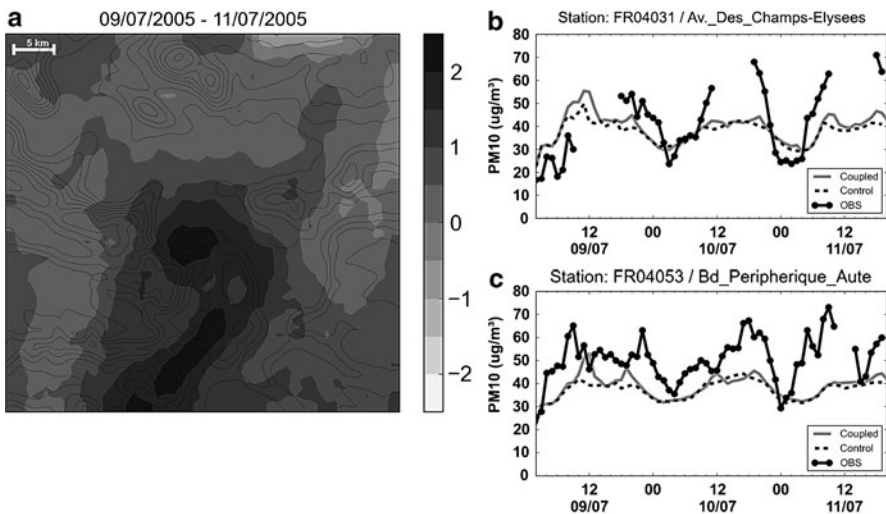 a
09/07/2005 - 11/07/2005
5 km
2
1
0
−1
−2
b
Station: FR04031 / Av._Des_Champs-Elysees
PM10 (ug/m³)
80
70
60
50
40
30
20
10
0
Coupled
Control
OBS
12 00 12 00 12
09/07 10/07 11/07
c
Station: FR04053 / Bd_Peripherique_Aute
PM10 (ug/m³)
80
70
60
50
40
30
20
10
0
Coupled
Control
OBS
12 00 12 00 12
09/07 10/07 11/07